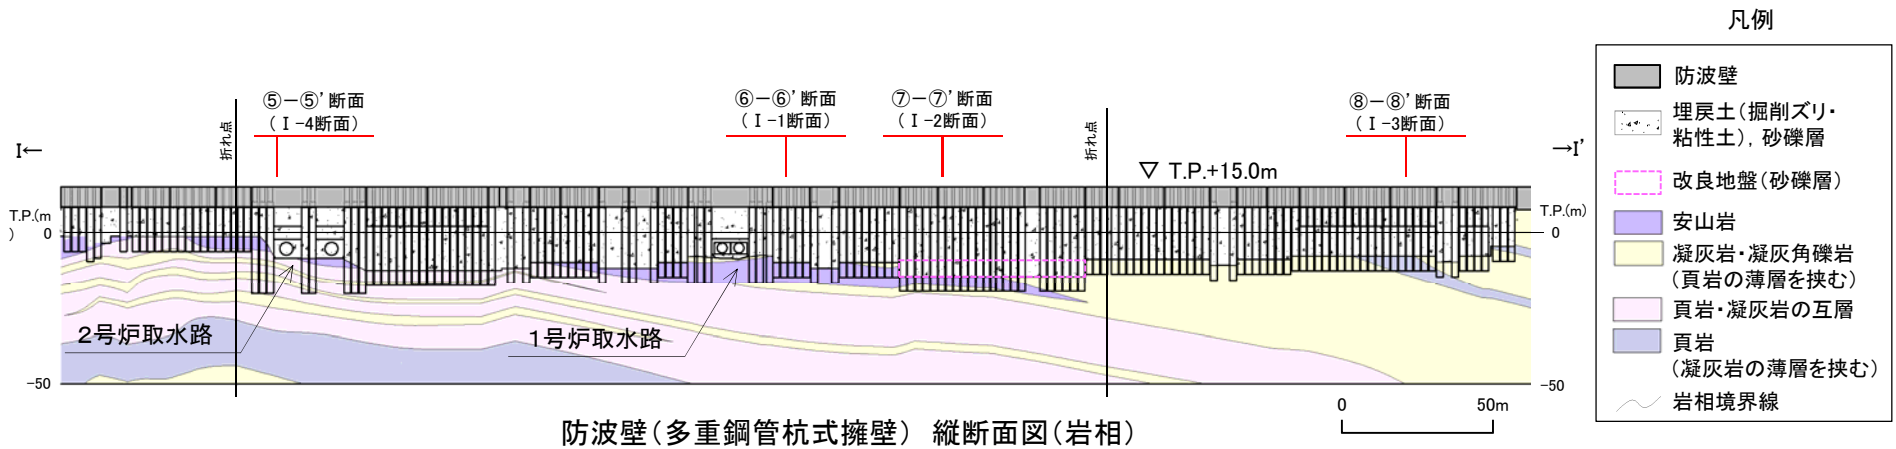 凡例
防波壁
埋戻土(掘削ズリ・
粘性土),砂礫層
改良地盤(砂礫層)
安山岩
凝灰岩・凝灰角礫岩
(頁岩の薄層を挟む)
頁岩・凝灰岩の互層
頁岩
(凝灰岩の薄層を挟む)
岩相境界線
⑤-⑤'断面
(Ⅰ-4断面)
⑥-⑥'断面
(Ⅰ-1断面)
⑦-⑦'断面
(Ⅰ-2断面)
⑧-⑧'断面
(Ⅰ-3断面)
折れ点
折れ点
I←
→I'
▽ T.P.+15.0m
T.P.(m
)
0
-50
T.P.(m)
0
-50
2号炉取水路
1号炉取水路
0
50m
防波壁(多重鋼管杭式擁壁) 縦断面図(岩相)